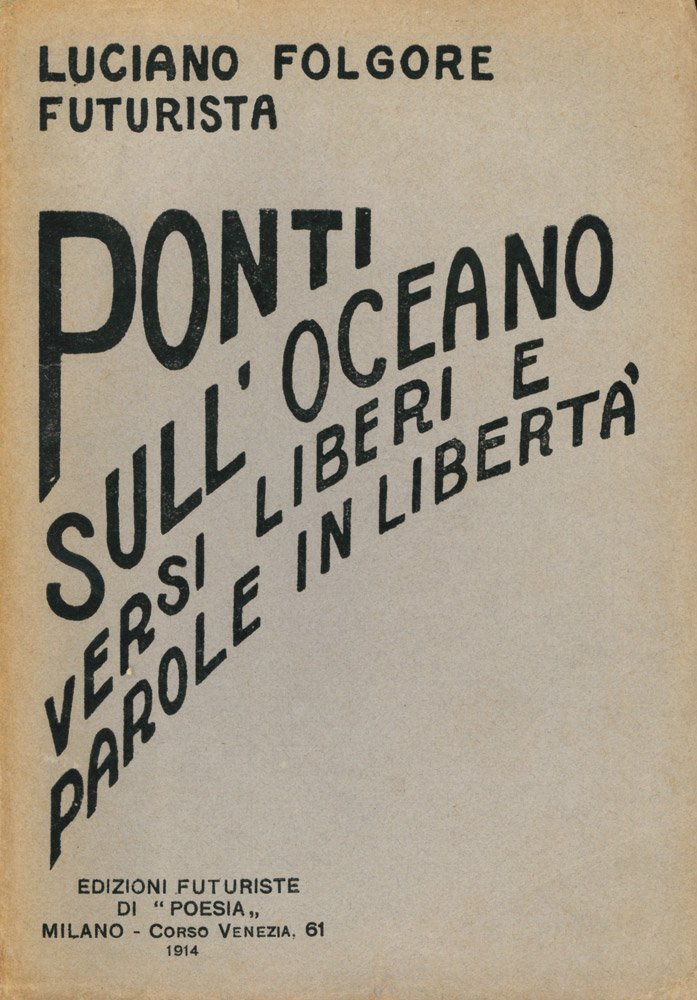 LUCIANO FOLGORE
FUTURISTA
PONTI
SULL'OCEANO
VERSI LIBERI E
PAROLE IN LIBERTÀ
EDIZIONI FUTURISTE
DI "POESIA„
MILANO - CORSO VENEZIA, 61
1914